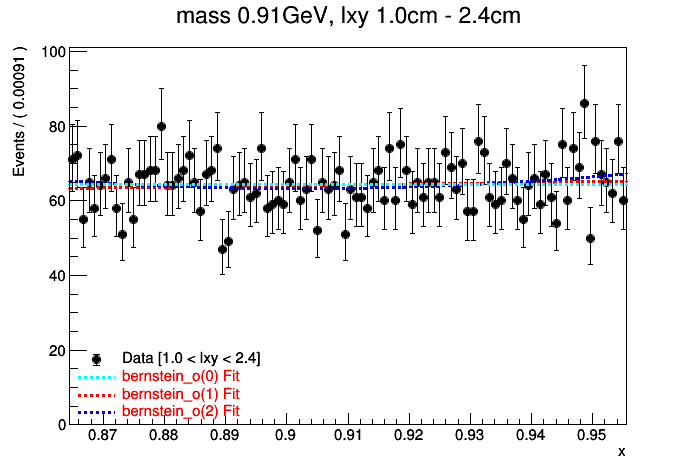 mass 0.91GeV, lxy 1.0cm - 2.4cm
Events / ( 0.00091 )
100
80
60
40
20
0
Data [1.0 < lxy < 2.4]
bernstein_o(0) Fit
bernstein_o(1) Fit
bernstein_o(2) Fit
0.87 0.88 0.89 0.9 0.91 0.92 0.93 0.94 0.95
x